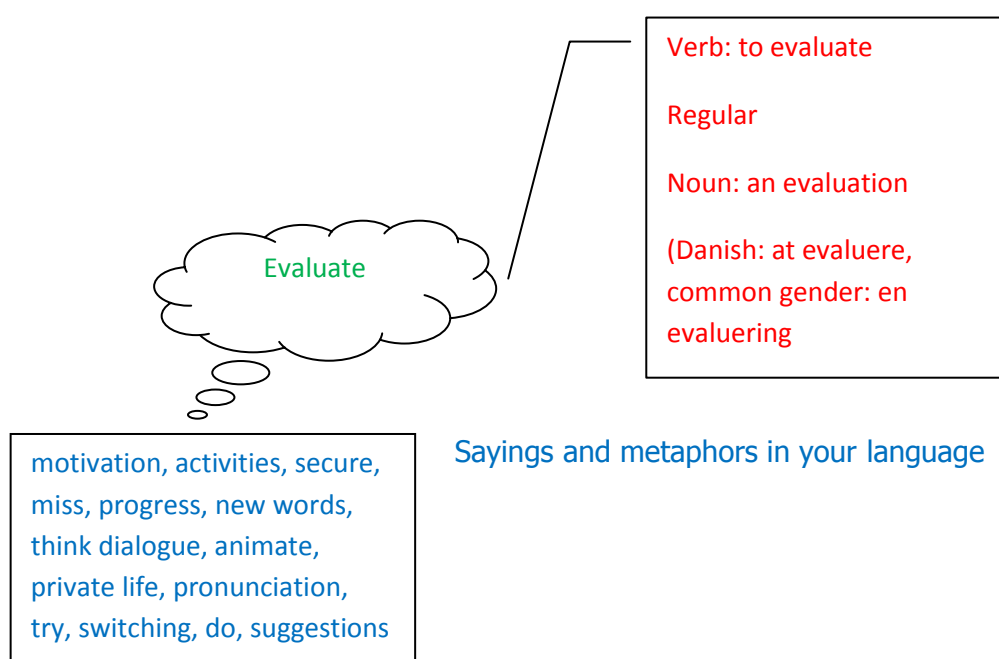 Verb: to evaluate
Regular
Noun: an evaluation
(Danish: at evaluere,
common gender: en
evaluering
Evaluate
motivation, activities, secure,
miss, progress, new words,
think dialogue, animate,
private life, pronunciation,
try, switching, do, suggestions
Sayings and metaphors in your language